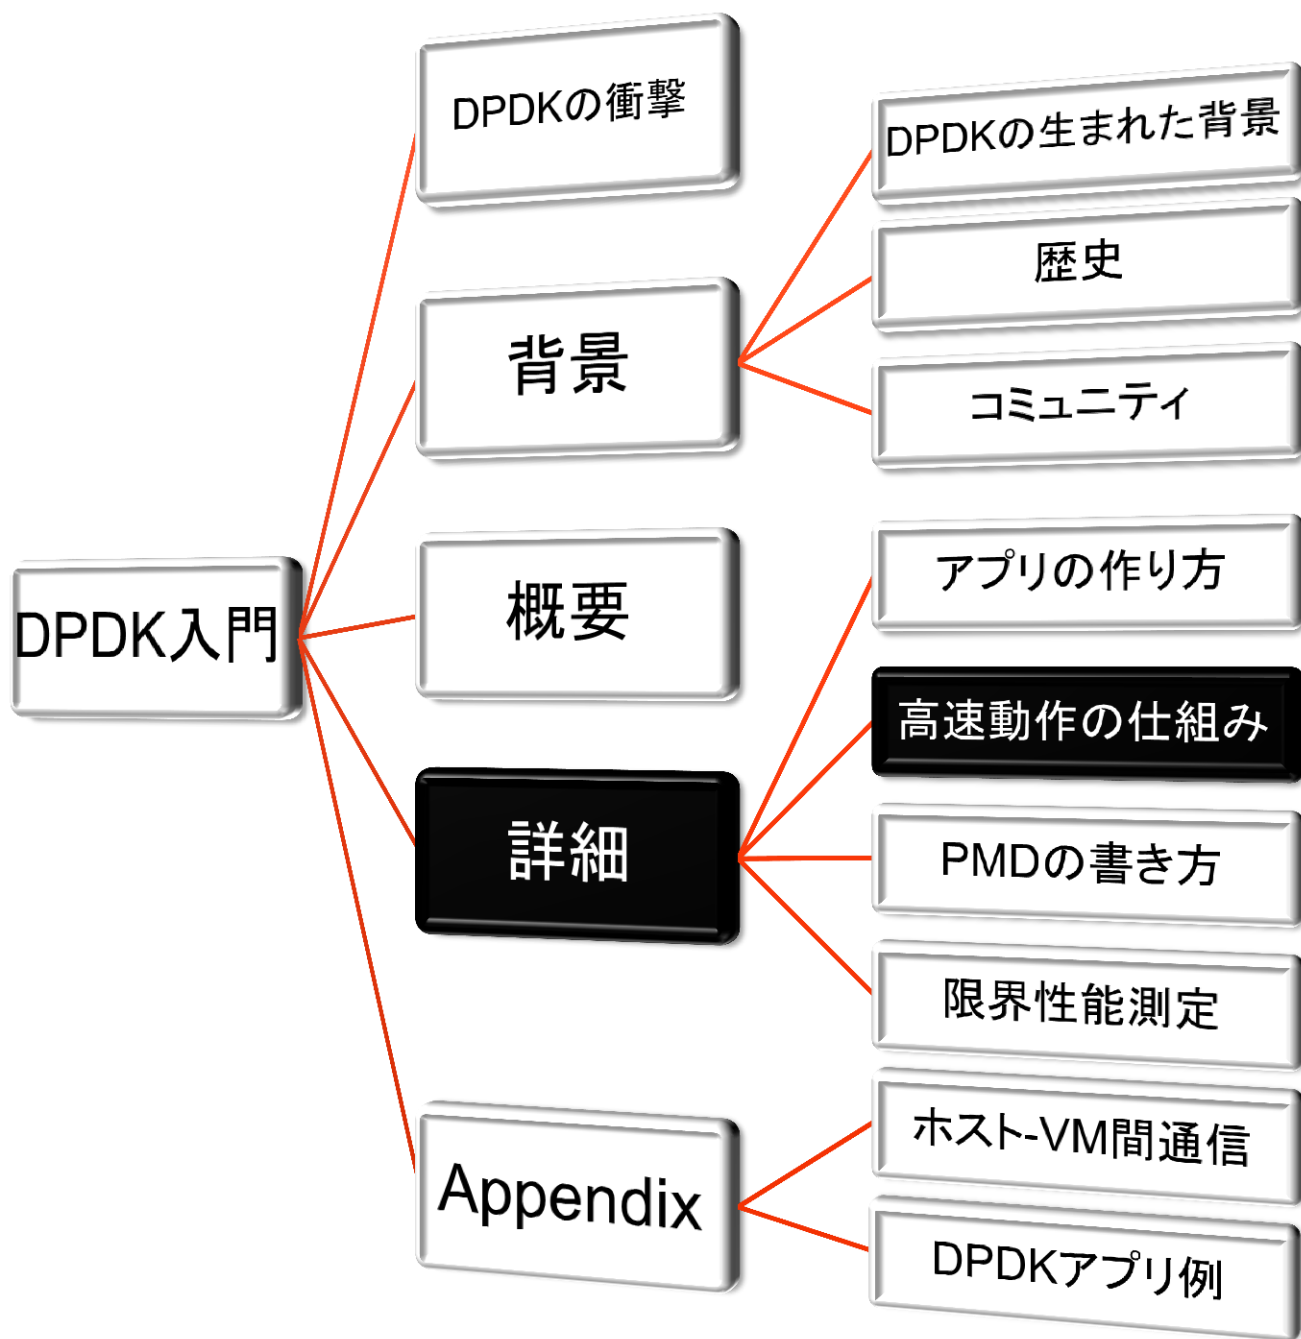 DPDK入門
DPDKの衝撃
背景
DPDKの生まれた背景
歴史
コミュニティ
概要
詳細
アプリの作り方
高速動作の仕組み
PMDの書き方
限界性能測定
Appendix
ホスト-VM間通信
DPDKアプリ例